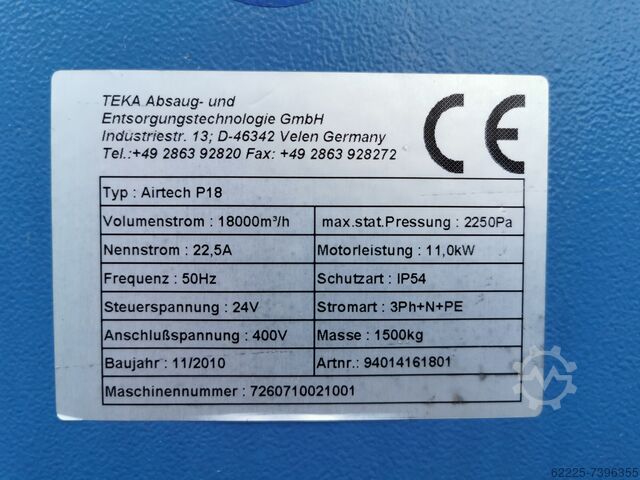 TEKA Absaug- und
Entsorgungstechnologie GmbH
Industriestr. 13; D-46342 Velen Germany
Tel.:+49 2863 92820 Fax: +49 2863 928272
CE
Typ : Airtech P18
Volumenstrom : 18000m³/h max.stat.Pressung : 2250Pa
Nennstrom : 22,5A Motorleistung : 11,0kW
Frequenz : 50Hz Schutzart : IP54
Steuerspannung : 24V Stromart : 3Ph+N+PE
Anschlußspannung : 400V Masse : 1500kg
Baujahr : 11/2010 Artnr.: 94014161801
Maschinennummer : 7260710021001
62225-7396355